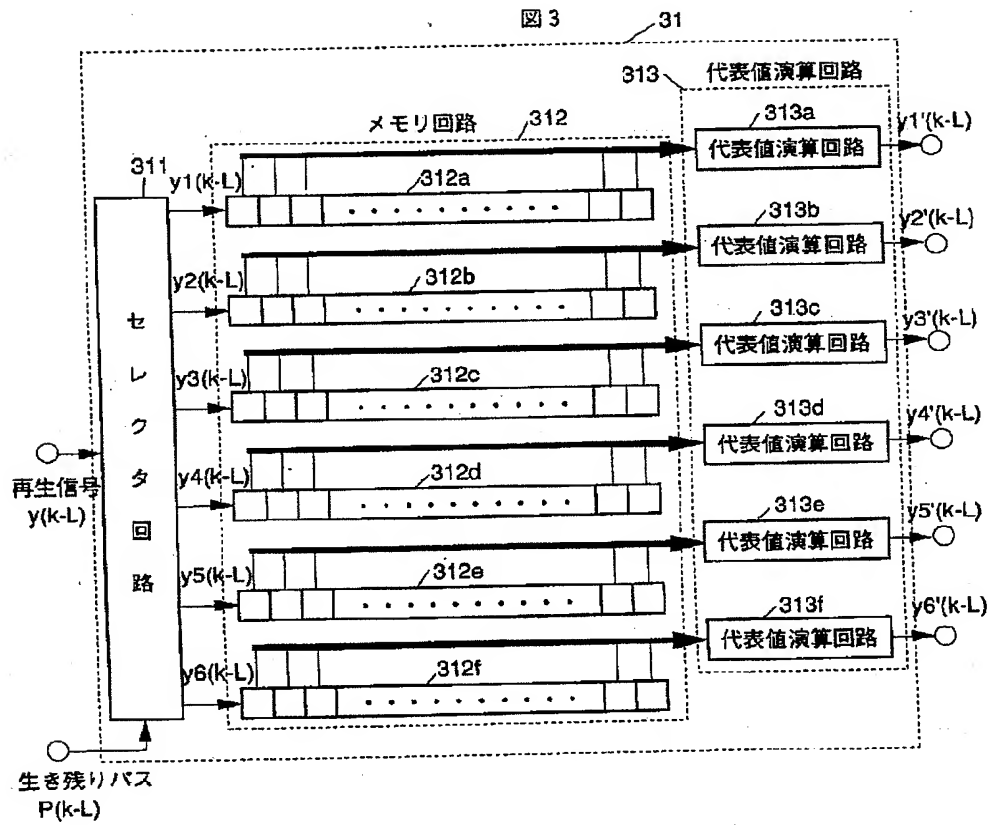 図3
31
313
代表値演算回路
メモリ回路
312
311
セレクタ回路
再生信号
y(k-L)
生き残りパス
P(k-L)
y1(k-L)
312a
313a
代表値演算回路
y1'(k-L)
y2(k-L)
312b
313b
代表値演算回路
y2'(k-L)
y3(k-L)
312c
313c
代表値演算回路
y3'(k-L)
y4(k-L)
312d
313d
代表値演算回路
y4'(k-L)
y5(k-L)
312e
313e
代表値演算回路
y5'(k-L)
y6(k-L)
312f
313f
代表値演算回路
y6'(k-L)